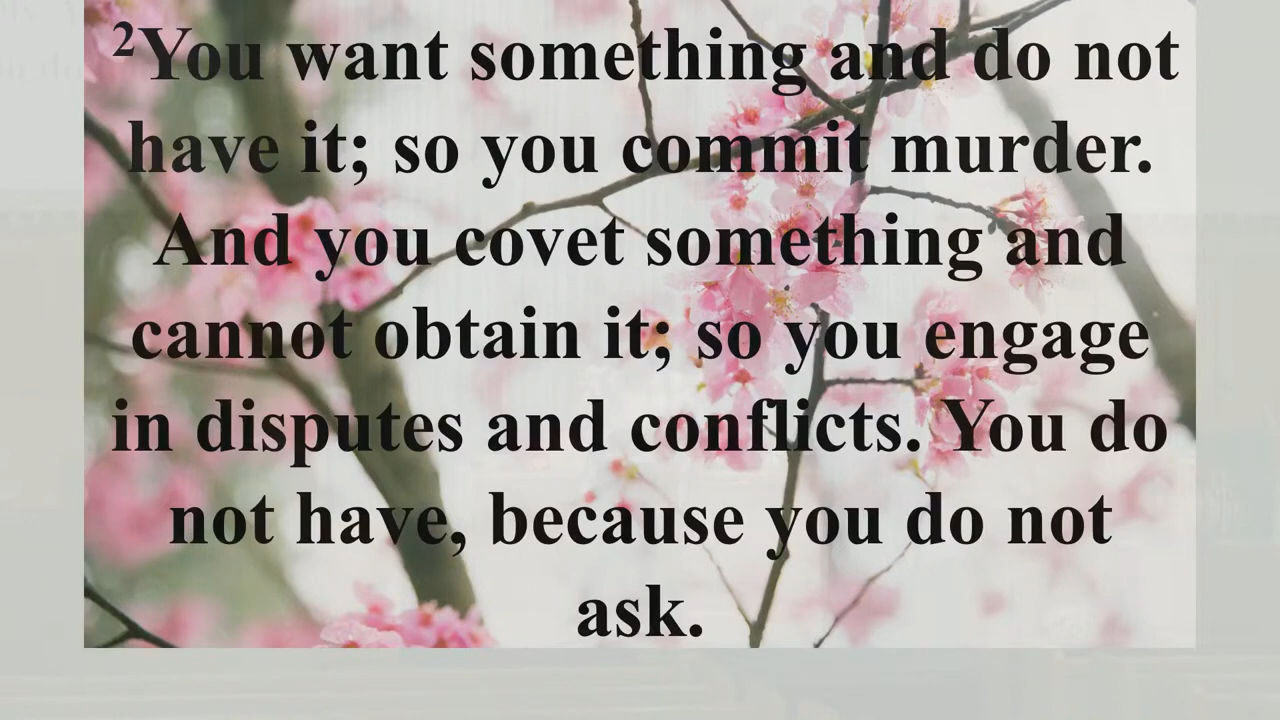 ²You want something and do not
have it; so you commit murder.
And you covet something and
cannot obtain it; so you engage
in disputes and conflicts. You do
not have, because you do not
ask.